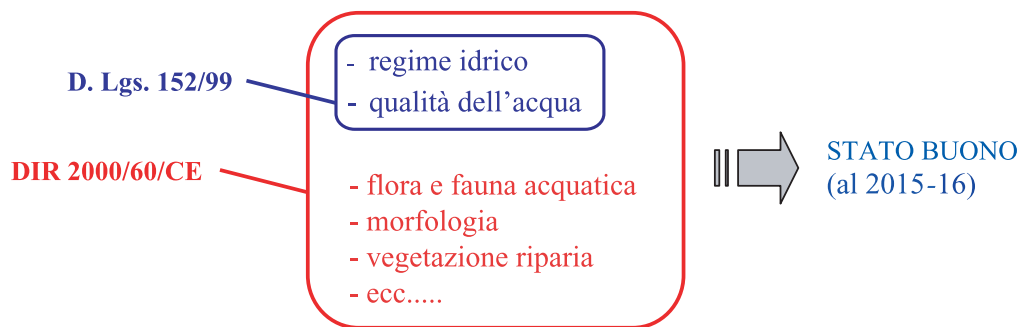 D. Lgs. 152/99
- regime idrico
- qualità dell'acqua
DIR 2000/60/CE
- flora e fauna acquatica
- morfologia
- vegetazione riparia
- ecc.....
STATO BUONO
(al 2015-16)